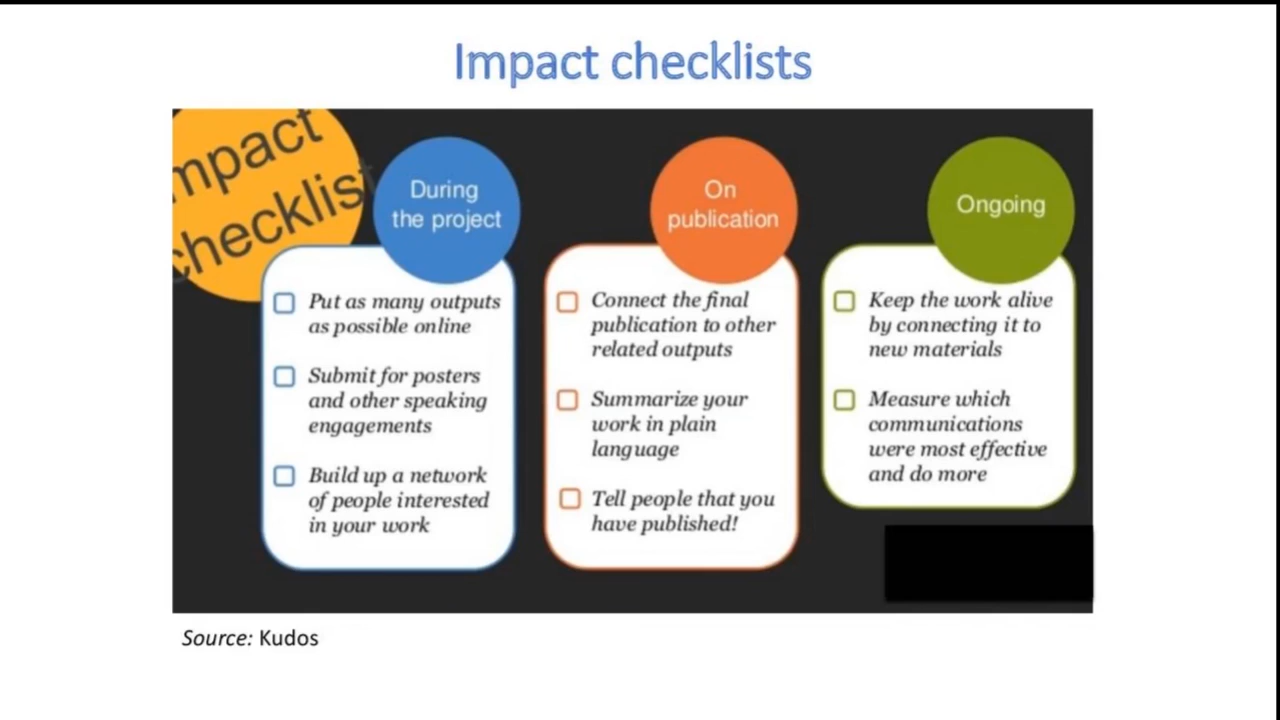 Impact checklists
mpact
checklist
During
the project
Put as many outputs
as possible online
Submit for posters
and other speaking
engagements
Build up a network
of people interested
in your work
On
publication
Connect the final
publication to other
related outputs
Summarize your
work in plain
language
Tell people that you
have published!
Ongoing
Keep the work alive
by connecting it to
new materials
Measure which
communications
were most effective
and do more
Source: Kudos